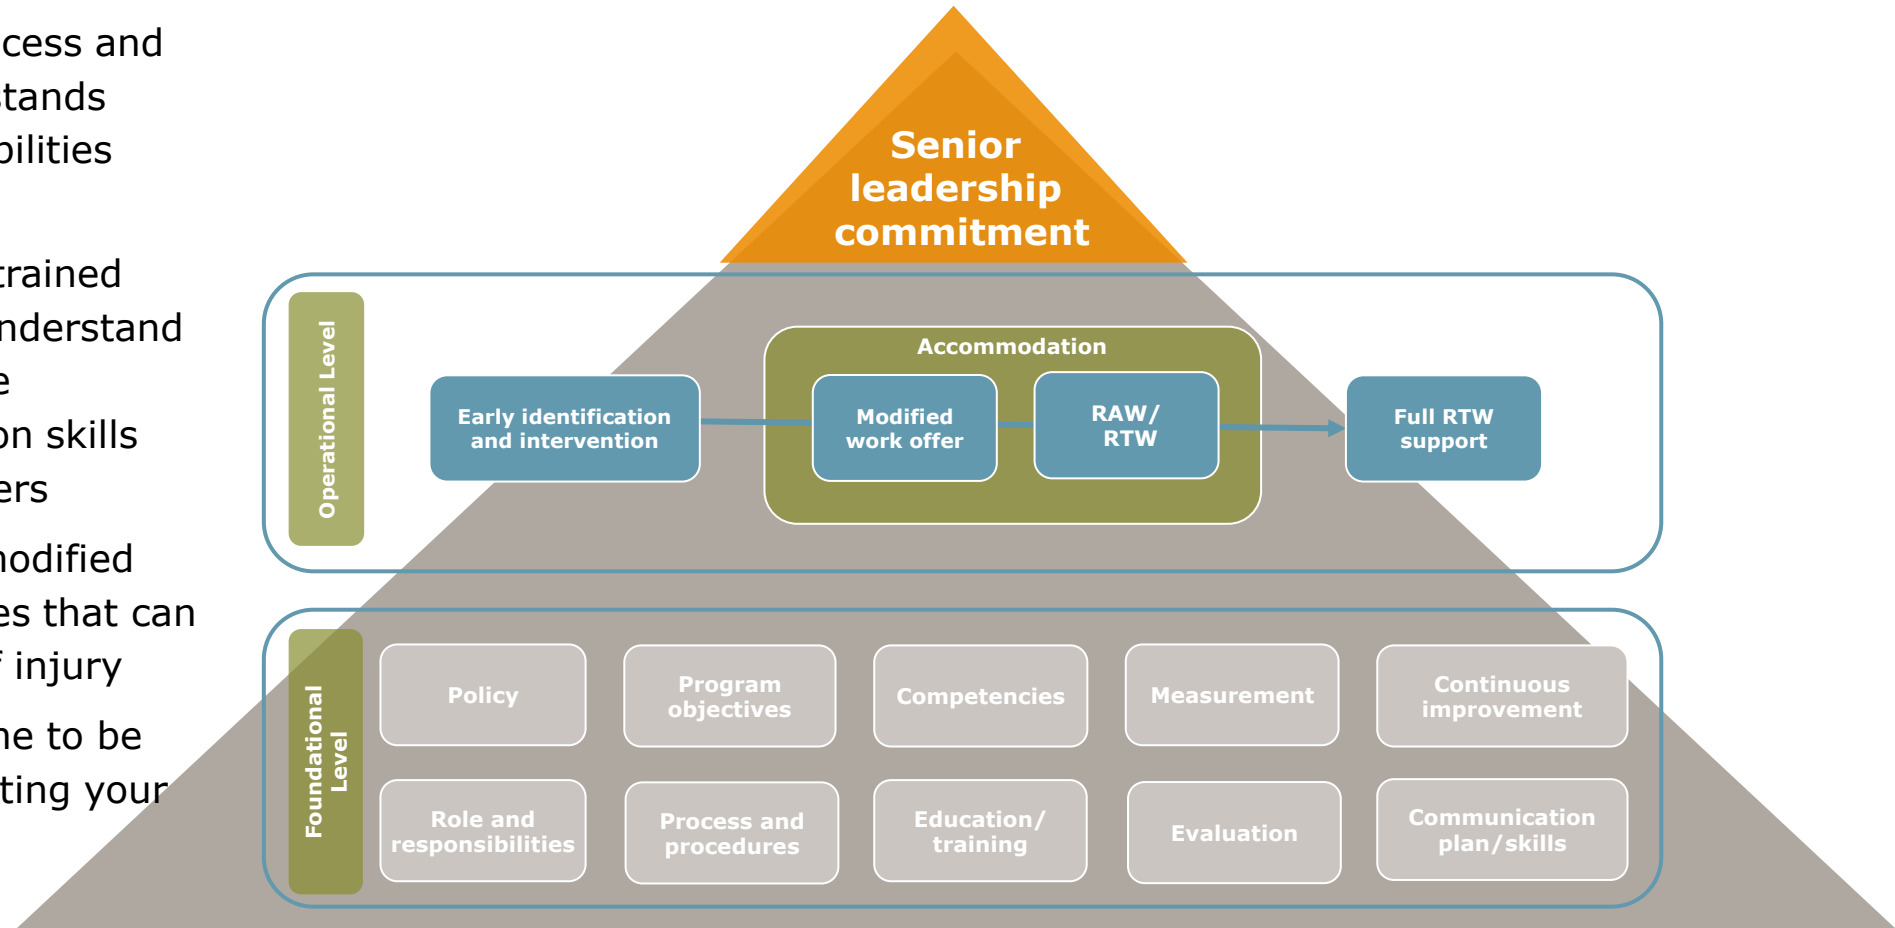 cess and
stands
bilities
trained
nderstand
e
on skills
ers
nodified
es that can
f injury
ne to be
ting your
Senior
leadership
commitment
Operational Level
Accommodation
Early identification
and intervention
Modified
work offer
RAW/
RTW
Full RTW
support
Foundational
Level
Policy
Program
objectives
Competencies
Measurement
Continuous
improvement
Role and
responsibilities
Process and
procedures
Education/
training
Evaluation
Communication
plan/skills